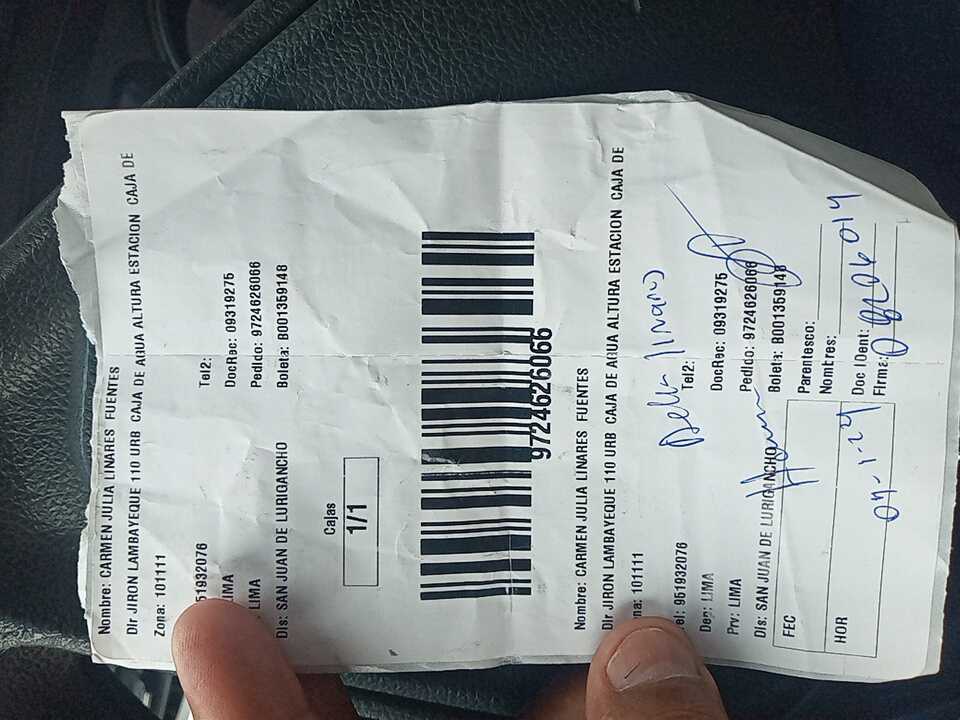 Nombre: CARMEN JULIA LINARES FUENTES
Dir JIRON LAMBAYEQUE 110 URB CAJA DE AGUA ALTURA ESTACION CAJA DE
Zona: 101111
951932076 Tel2:
LIMA DocRec: 09319275
LIMA Pedido: 9724626066
Dis: SAN JUAN DE LURIGANCHO Boleta: B001359148
Cajas
1/1
9724626066
Nombre: CARMEN JULIA LINARES FUENTES
Dir JIRON LAMBAYEQUE 110 URB CAJA DE AGUA ALTURA ESTACION CAJA DE
na: 101111
el: 951932076 Tel2:
Dep: LIMA DocRec: 09319275
Prv: LIMA Pedido: 9724626066
Dis: SAN JUAN DE LURIGANCHO Boleta: B001359148
FEC Parentesco:
Nombres:
HOR Doc IDent:
Firma: